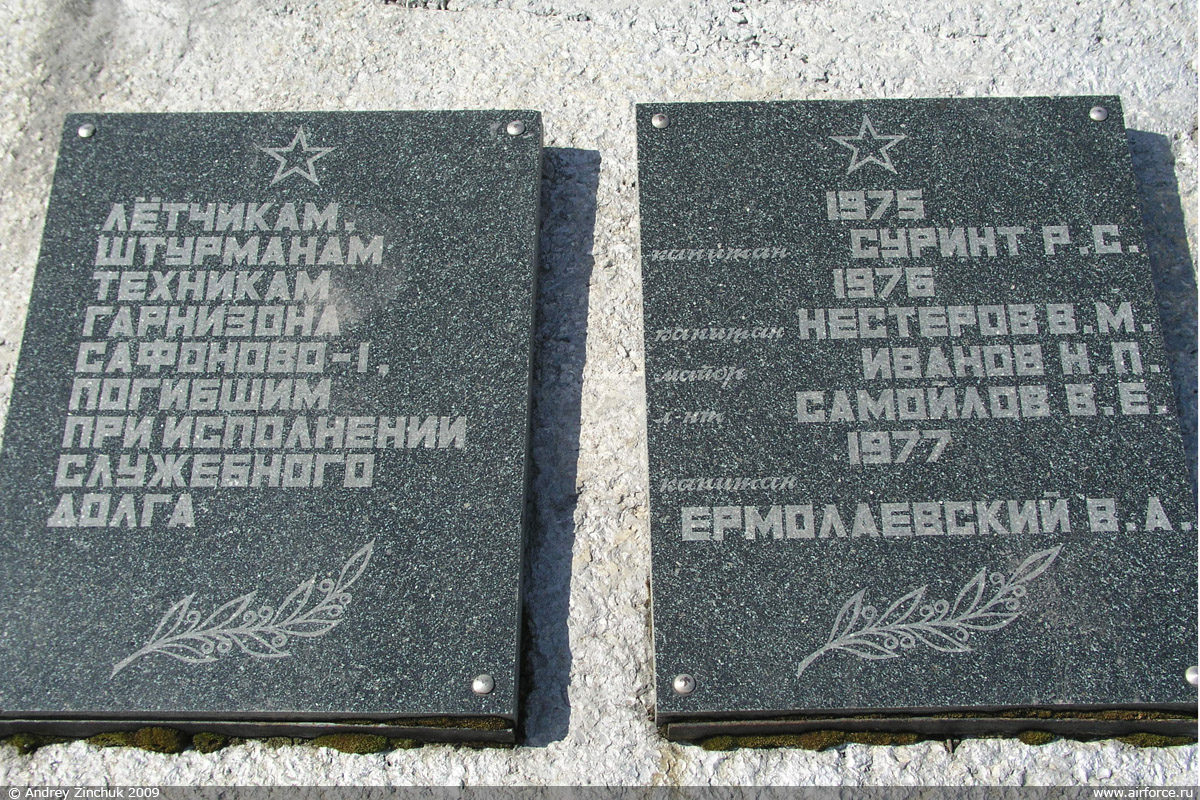 ЛЁТЧИКАМ,
ШТУРМАНАМ
ТЕХНИКАМ
ГАРНИЗОНА
САФОНОВО-1,
ПОГИБШИМ
ПРИ ИСПОЛНЕНИИ
СЛУЖЕБНОГО
ДОЛГА
1975
капитан СУРИНТ Р.С.
1976
капитан НЕСТЕРОВ В.М.
майор ИВАНОВ Н.П.
л-нт САМОЙЛОВ В.Е.
1977
капитан
ЕРМОЛАЕВСКИЙ В.А.
© Andrey Zinchuk 2009
www.airforce.ru